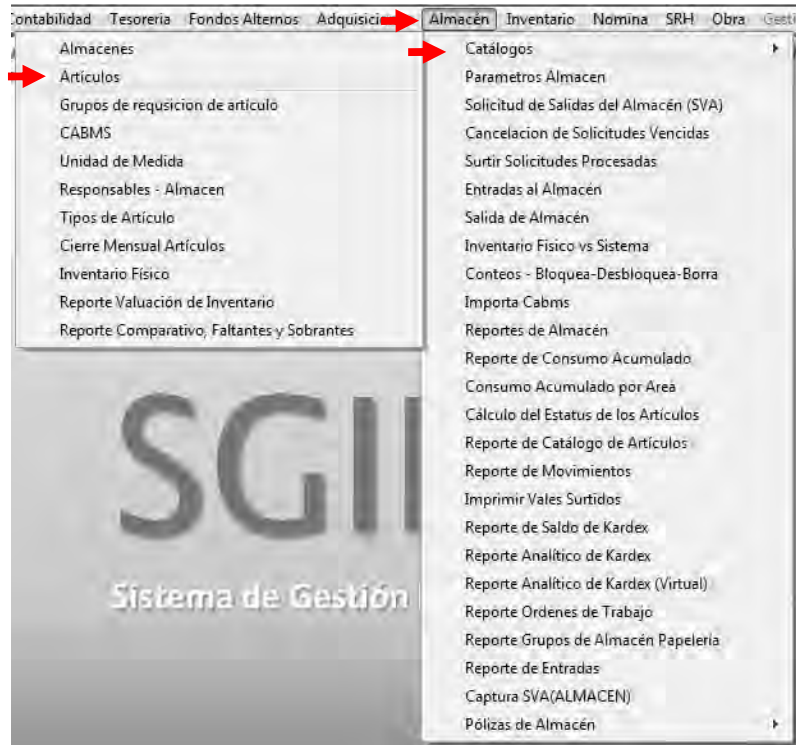 Contabilidad Tesoreria Fondos Alternos Almacén Inventario Nomina SRH Obra
Almacenes
Artículos
Grupos de requsicion de artículo
CABMS
Unidad de Medida
Responsables - Almacen
Tipos de Artículo
Cierre Mensual Artículos
Inventario Físico
Reporte Valuación de Inventario
Reporte Comparativo, Faltantes y Sobrantes
Catálogos
Parametros Almacen
Solicitud de Salidas del Almacén (SVA)
Cancelacion de Solicitudes Vencidas
Surtir Solicitudes Procesadas
Entradas al Almacén
Salida de Almacén
Inventario Fisico vs Sistema
Conteos - Bloquea-Desbloquea-Borra
Importa Cabms
Reportes de Almacén
Reporte de Consumo Acumulado
Consumo Acumulado por Area
Cálculo del Estatus de los Artículos
Reporte de Catálogo de Artículos
Reporte de Movimientos
Imprimir Vales Surtidos
Reporte de Saldo de Kardex
Reporte Analítico de Kardex
Reporte Analítico de Kardex (Virtual)
Reporte Ordenes de Trabajo
Reporte Grupos de Almacén Papeleria
Reporte de Entradas
Captura SVA(ALMACEN)
Pólizas de Almacén
SGI
Sistema de Gestión